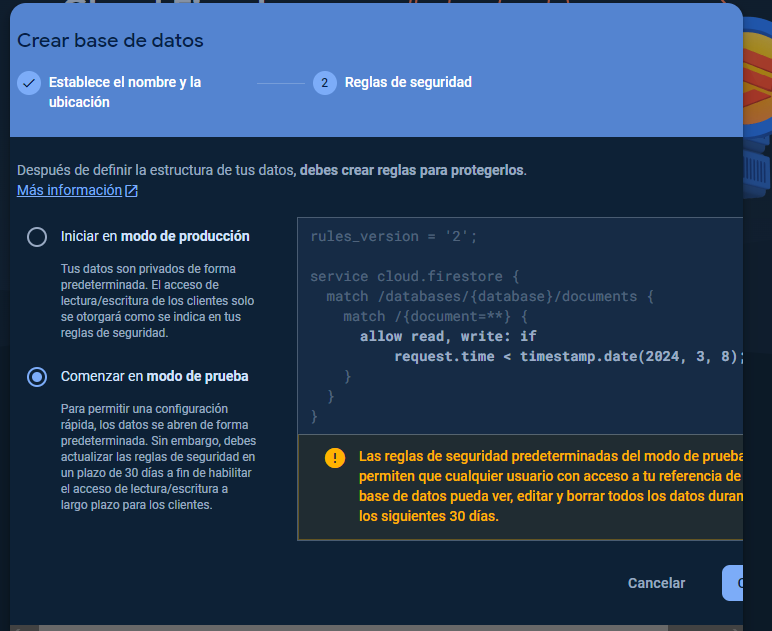 Crear base de datos
Establece el nombre y la
ubicación
2
Reglas de seguridad
Después de definir la estructura de tus datos, debes crear reglas para protegerlos.
Más información
Iniciar en modo de producción
Tus datos son privados de forma
predeterminada. El acceso de
lectura/escritura de los clientes solo
se otorgará como se indica en tus
reglas de seguridad.
Comenzar en modo de prueba
Para permitir una configuración
rápida, los datos se abren de forma
predeterminada. Sin embargo, debes
actualizar las reglas de seguridad en
un plazo de 30 días a fin de habilitar
el acceso de lectura/escritura a
largo plazo para los clientes.
rules_version = '2';
service cloud.firestore {
match /databases/{database}/documents {
match /{document=**} {
allow read, write: if
request.time < timestamp.date(2024, 3, 8);
}
}
}
Las reglas de seguridad predeterminadas del modo de prueba
permiten que cualquier usuario con acceso a tu referencia de
base de datos pueda ver, editar y borrar todos los datos duran
los siguientes 30 días.
Cancelar